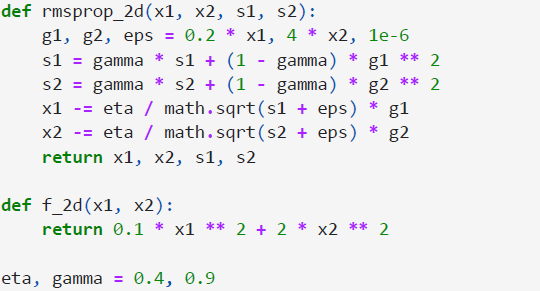 def rmsprop_2d(x1, x2, s1, s2):
    g1, g2, eps = 0.2 * x1, 4 * x2, 1e-6
    s1 = gamma * s1 + (1 - gamma) * g1 ** 2
    s2 = gamma * s2 + (1 - gamma) * g2 ** 2
    x1 -= eta / math.sqrt(s1 + eps) * g1
    x2 -= eta / math.sqrt(s2 + eps) * g2
    return x1, x2, s1, s2
def f_2d(x1, x2):
    return 0.1 * x1 ** 2 + 2 * x2 ** 2
eta, gamma = 0.4, 0.9